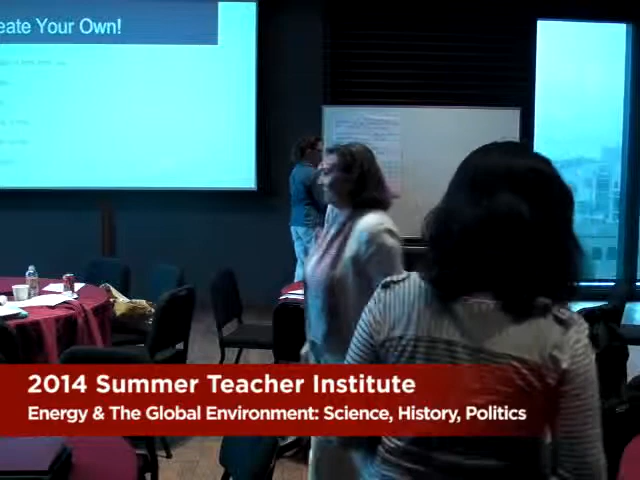 eate Your Own!
2014 Summer Teacher Institute
Energy & The Global Environment: Science, History, Politics